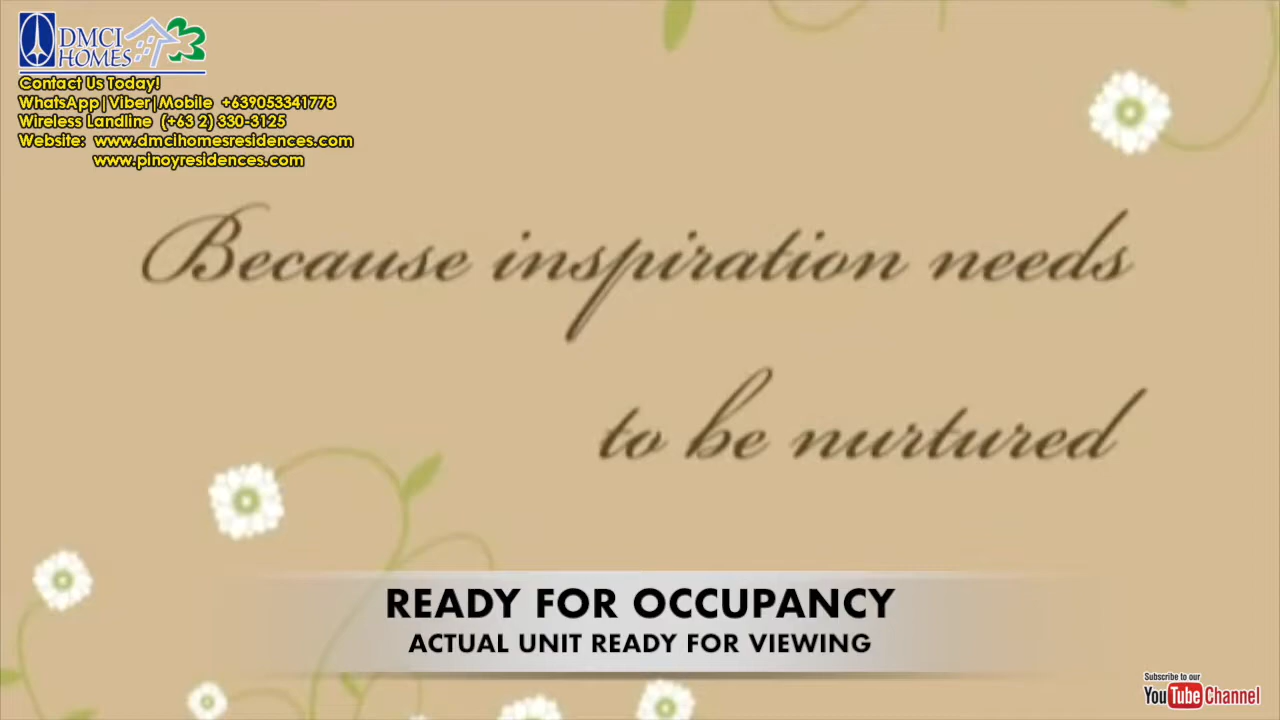 DMCI
HOMES
Contact Us Today!
WhatsApp|Viber|Mobile +639053341778
Wireless Landline (+63 2) 330-3125
Website: www.dmcihomesresidences.com
www.pinoyresidences.com
Because inspiration needs
to be nurtured
READY FOR OCCUPANCY
ACTUAL UNIT READY FOR VIEWING
Subscribe to our
YouTube Channel